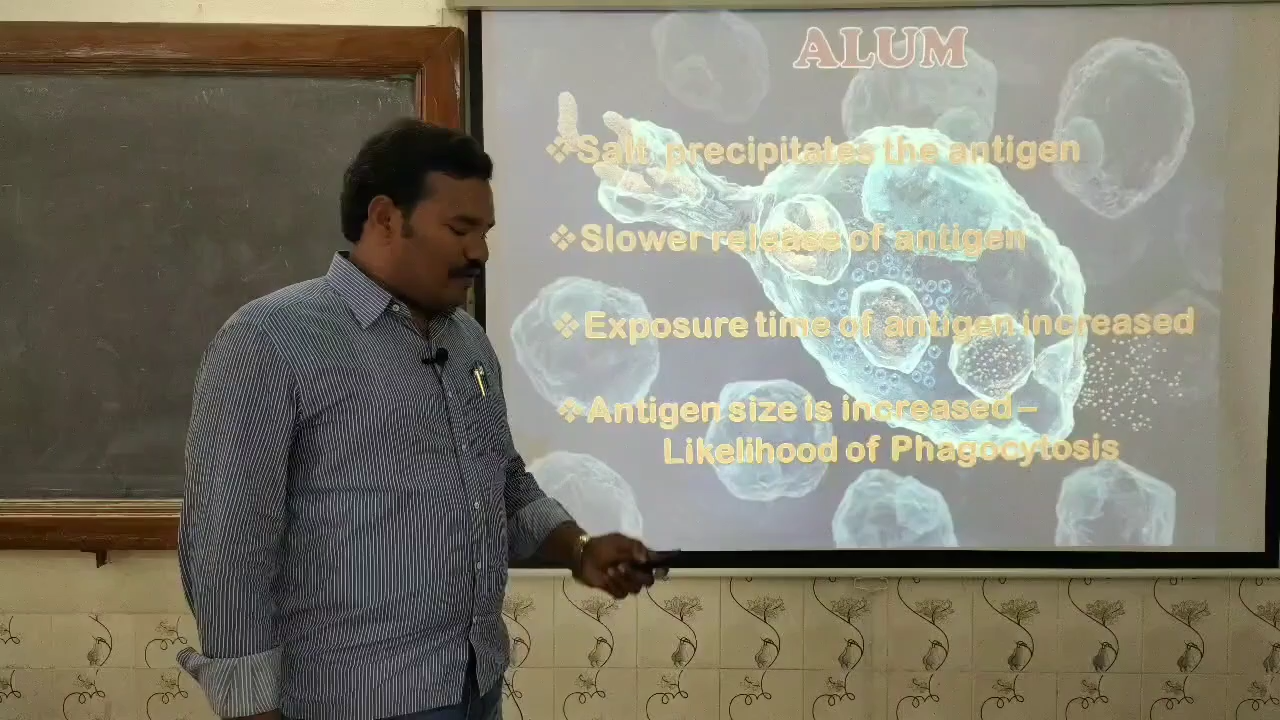 ALUM
❖Salt precipitates the antigen
❖Slower release of antigen
❖Exposure time of antigen increased
❖Antigen size is increased –
Likelihood of Phagocytosis